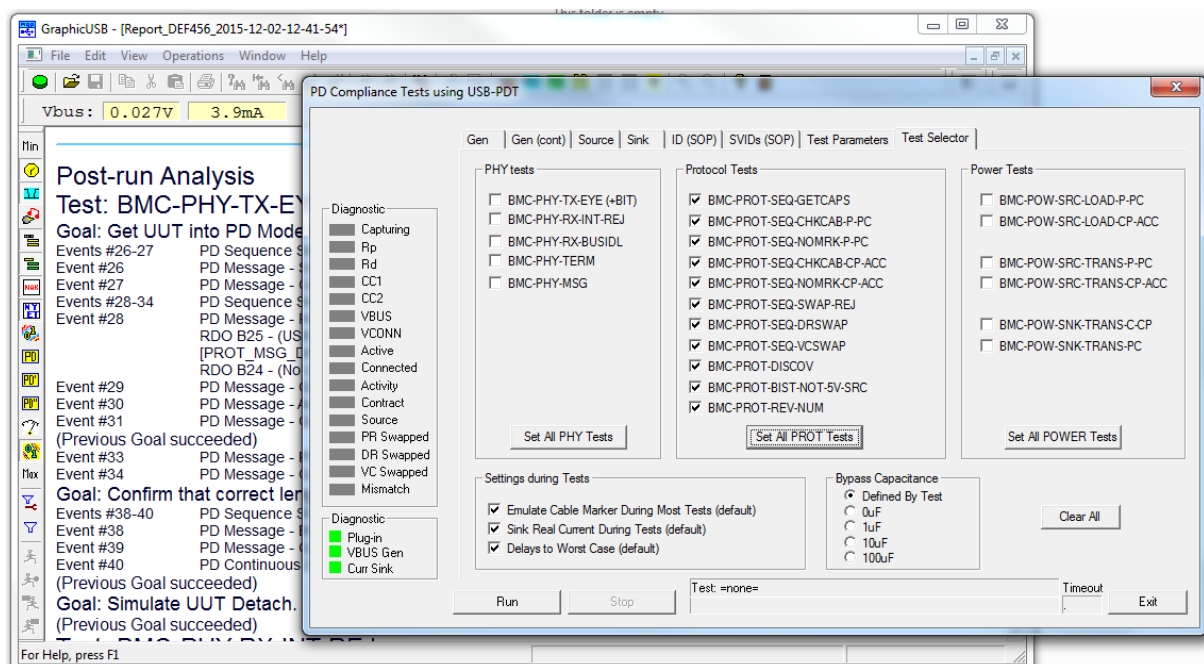 This folder is empty.
GraphicUSB - [Report_DEF456_2015-12-02-12-41-54*]
File Edit View Operations Window Help
Vbus: 0.027V 3.9mA
Min
Max
Post-run Analysis
Test: BMC-PHY-TX-EY
Goal: Get UUT into PD Mode
Events #26-27 PD Sequence S
Event #26 PD Message - S
Event #27 PD Message - G
Events #28-34 PD Sequence S
Event #28 PD Message - R
RDO B25 - (US
[PROT_MSG_D
RDO B24 - (No
Event #29 PD Message - G
Event #30 PD Message - A
Event #31 PD Message - G
(Previous Goal succeeded)
Event #33 PD Message - P
Event #34 PD Message - G
Goal: Confirm that correct len
Events #38-40 PD Sequence S
Event #38 PD Message - B
Event #39 PD Message - G
Event #40 PD Continuous
(Previous Goal succeeded)
Goal: Simulate UUT Detach.
(Previous Goal succeeded)
Test: BMC-PHY-RX-INT-REJ
For Help, press F1
PD Compliance Tests using USB-PDT
Gen Gen (cont) Source Sink ID (SOP) SVIDs (SOP) Test Parameters Test Selector
Diagnostic
Capturing
Rp
Rd
CC1
CC2
VBUS
VCONN
Active
Connected
Activity
Contract
Source
PR Swapped
DR Swapped
VC Swapped
Mismatch
Diagnostic
Plug-in
VBUS Gen
Curr Sink
PHY tests
BMC-PHY-TX-EYE (+BIT)
BMC-PHY-RX-INT-REJ
BMC-PHY-RX-BUSIDL
BMC-PHY-TERM
BMC-PHY-MSG
Set All PHY Tests
Protocol Tests
BMC-PROT-SEQ-GETCAPS
BMC-PROT-SEQ-CHKCAB-P-PC
BMC-PROT-SEQ-NOMRK-P-PC
BMC-PROT-SEQ-CHKCAB-CP-ACC
BMC-PROT-SEQ-NOMRK-CP-ACC
BMC-PROT-SEQ-SWAP-REJ
BMC-PROT-SEQ-DRSWAP
BMC-PROT-SEQ-VCSWAP
BMC-PROT-DISCOV
BMC-PROT-BIST-NOT-5V-SRC
BMC-PROT-REV-NUM
Set All PROT Tests
Power Tests
BMC-POW-SRC-LOAD-P-PC
BMC-POW-SRC-LOAD-CP-ACC
BMC-POW-SRC-TRANS-P-PC
BMC-POW-SRC-TRANS-CP-ACC
BMC-POW-SNK-TRANS-C-CP
BMC-POW-SNK-TRANS-PC
Set All POWER Tests
Settings during Tests
Emulate Cable Marker During Most Tests (default)
Sink Real Current During Tests (default)
Delays to Worst Case (default)
Bypass Capacitance
Defined By Test
0uF
1uF
10uF
100uF
Clear All
Run Stop
Test: =none=
Timeout
.
Exit